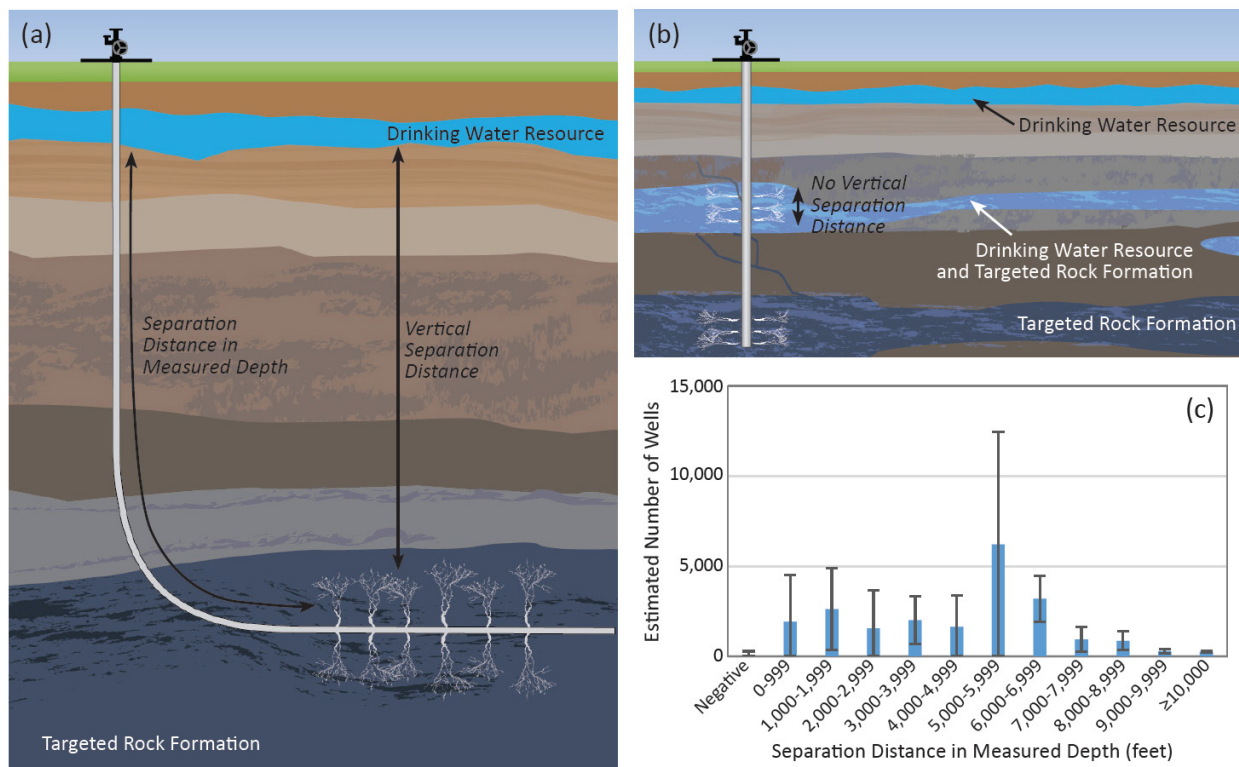 (a)
Drinking Water Resource
Separation
Distance in
Measured Depth
Vertical
Separation
Distance
Targeted Rock Formation
(b)
Drinking Water Resource
No Vertical
Separation
Distance
Drinking Water Resource
and Targeted Rock Formation
Targeted Rock Formation
(c)
Estimated Number of Wells
15,000
10,000
5,000
0
Negative
0-999
1,000-1,999
2,000-2,999
3,000-3,999
4,000-4,999
5,000-5,999
6,000-6,999
7,000-7,999
8,000-8,999
9,000-9,999
≥10,000
Separation Distance in Measured Depth (feet)